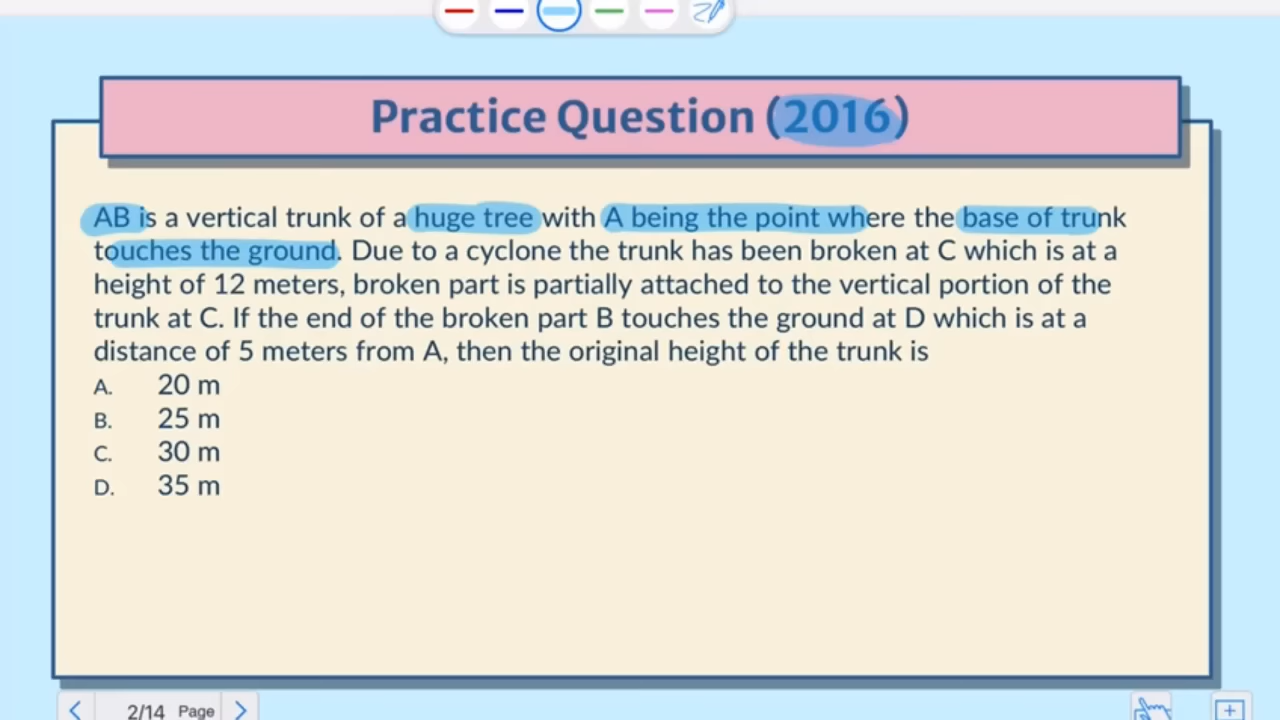 Practice Question (2016)
AB is a vertical trunk of a huge tree with A being the point where the base of trunk
touches the ground. Due to a cyclone the trunk has been broken at C which is at a
height of 12 meters, broken part is partially attached to the vertical portion of the
trunk at C. If the end of the broken part B touches the ground at D which is at a
distance of 5 meters from A, then the original height of the trunk is
A. 20 m
B. 25 m
C. 30 m
D. 35 m
2/14 Page